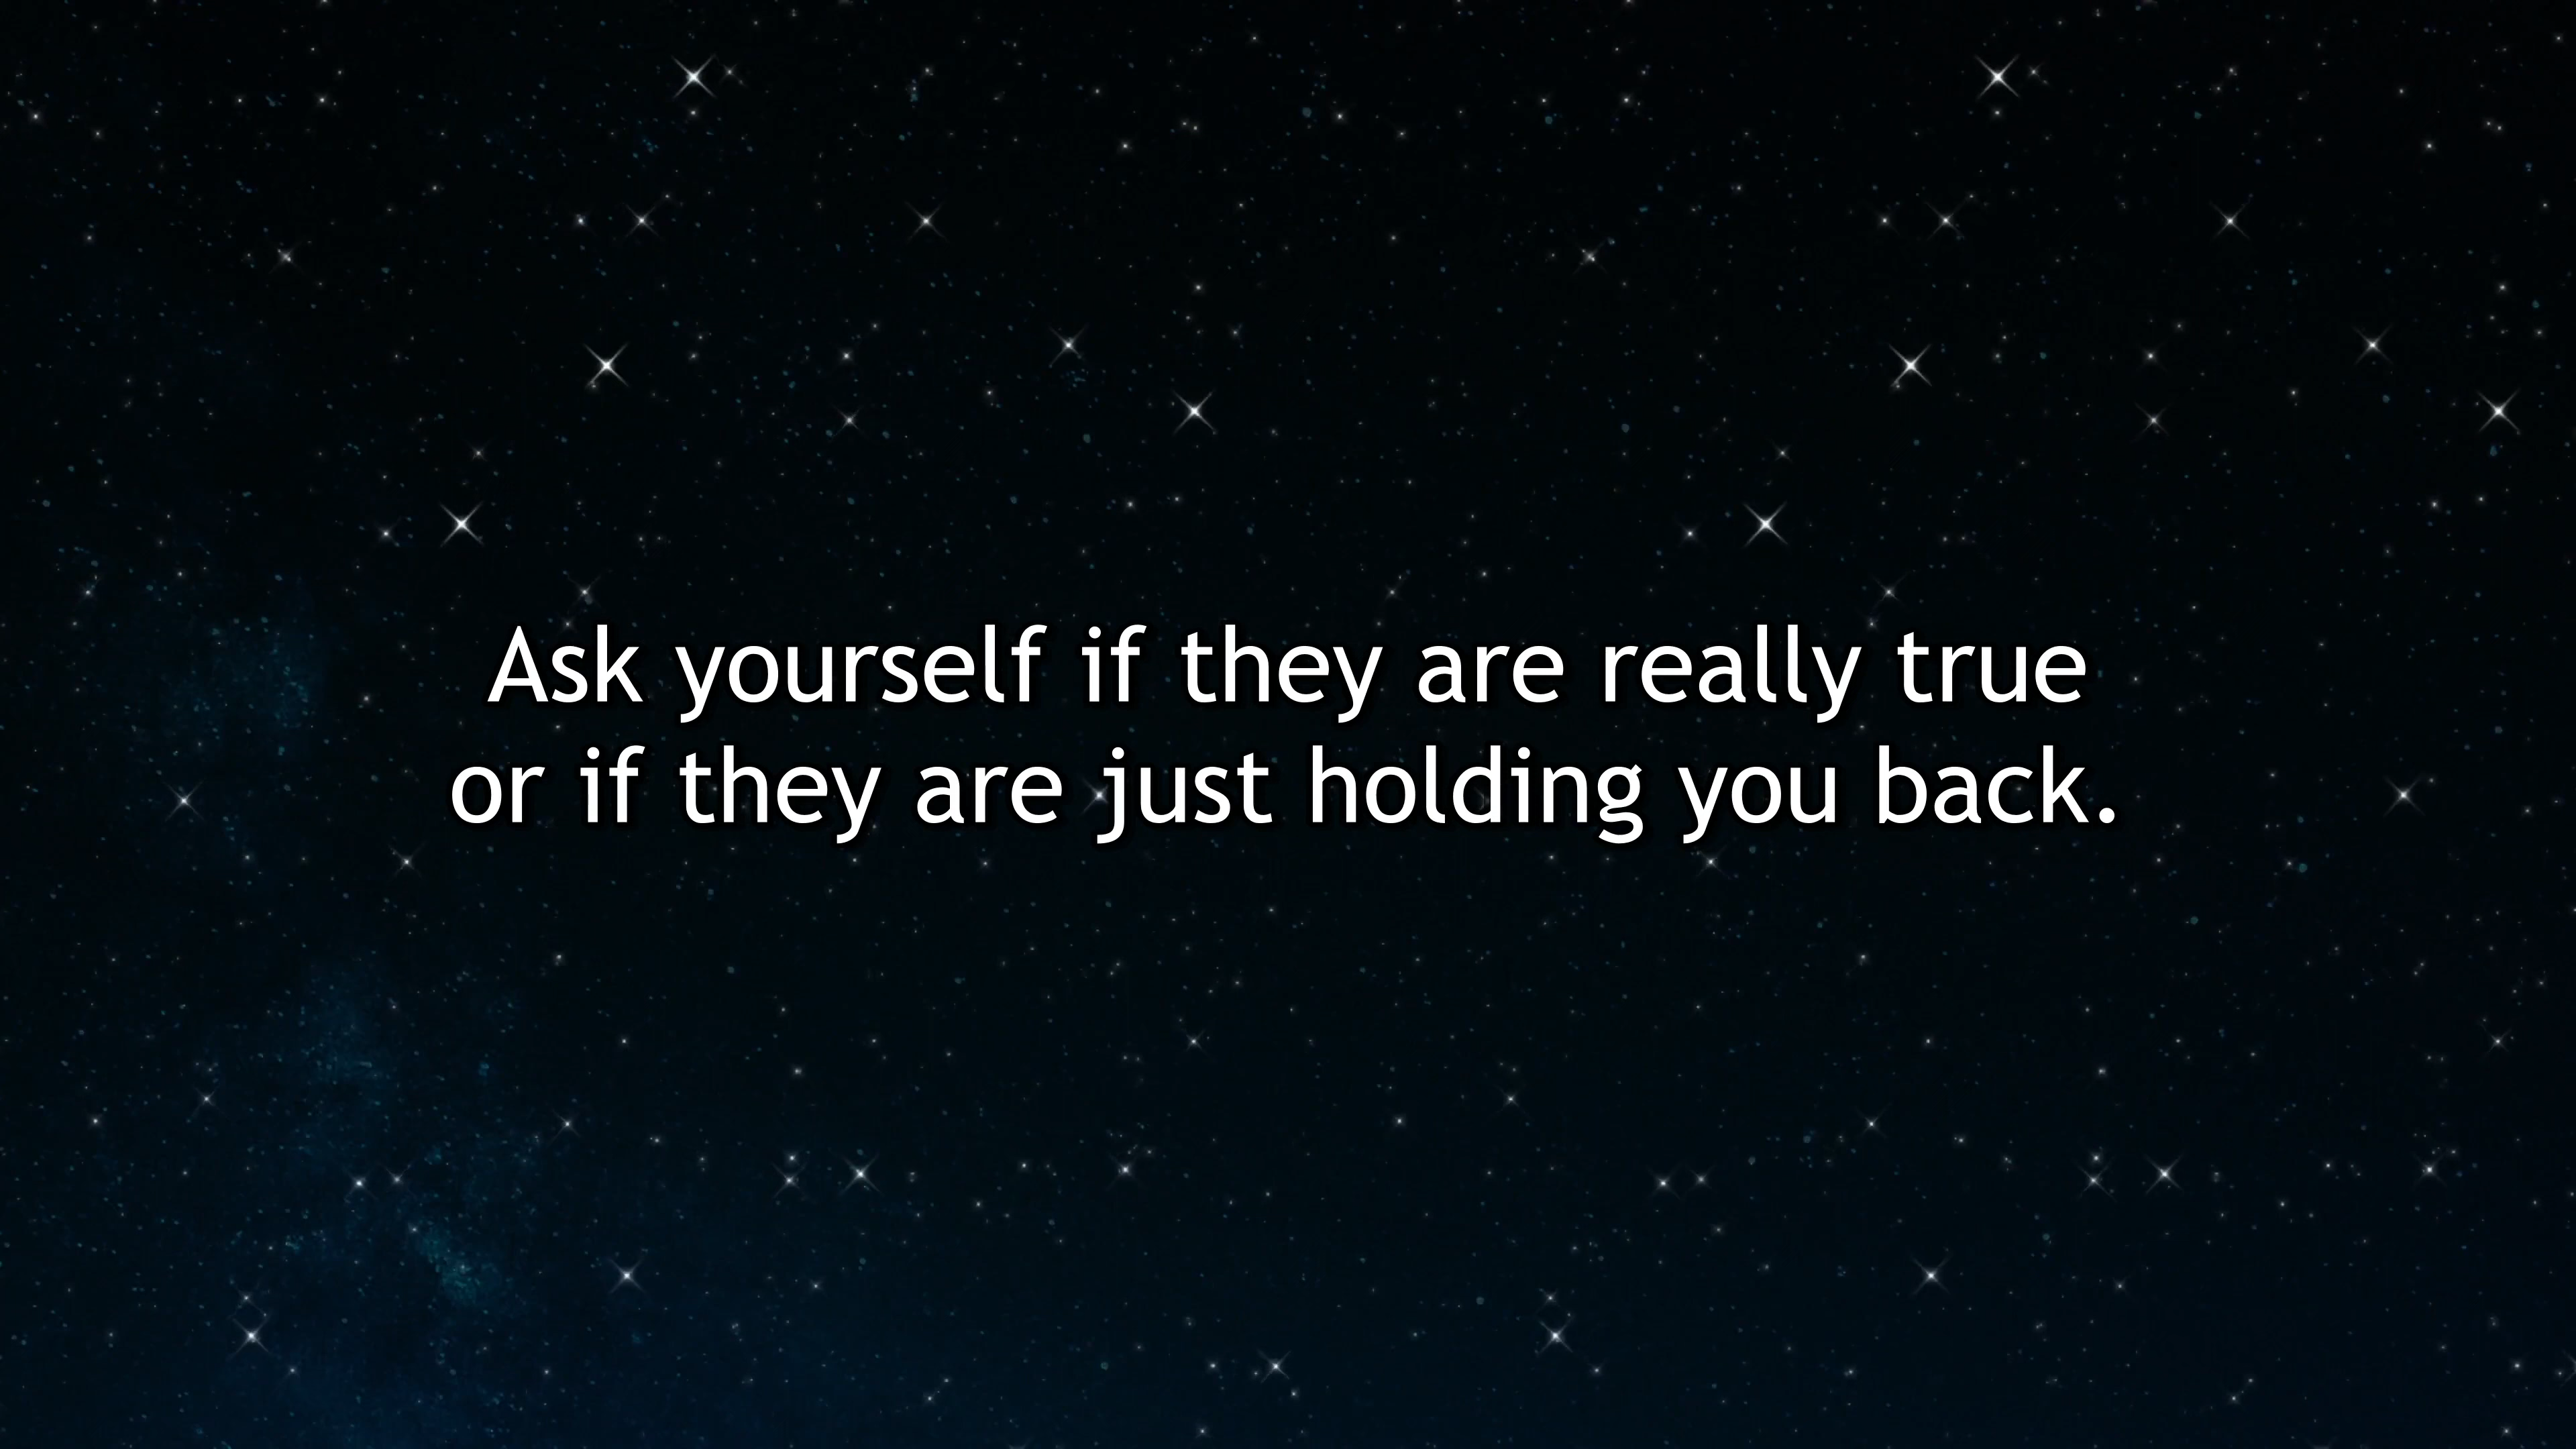 Ask yourself if they are really true
or if they are just holding you back.